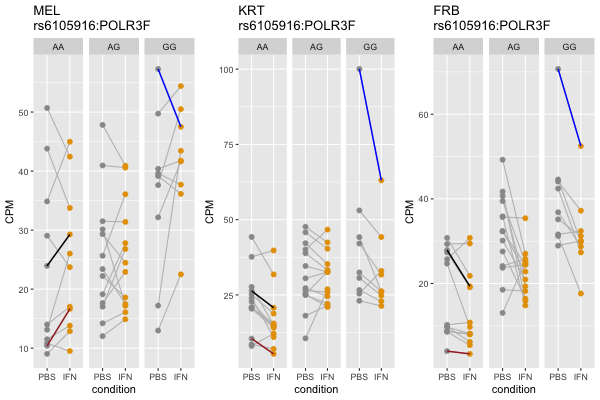 MEL
rs6105916:POLR3F
AA AG GG
50
40
30
20
10
CPM
PBS IFN PBS IFN PBS IFN
condition
KRT
rs6105916:POLR3F
AA AG GG
100
75
50
25
CPM
PBS IFN PBS IFN PBS IFN
condition
FRB
rs6105916:POLR3F
AA AG GG
60
40
20
CPM
PBS IFN PBS IFN PBS IFN
condition